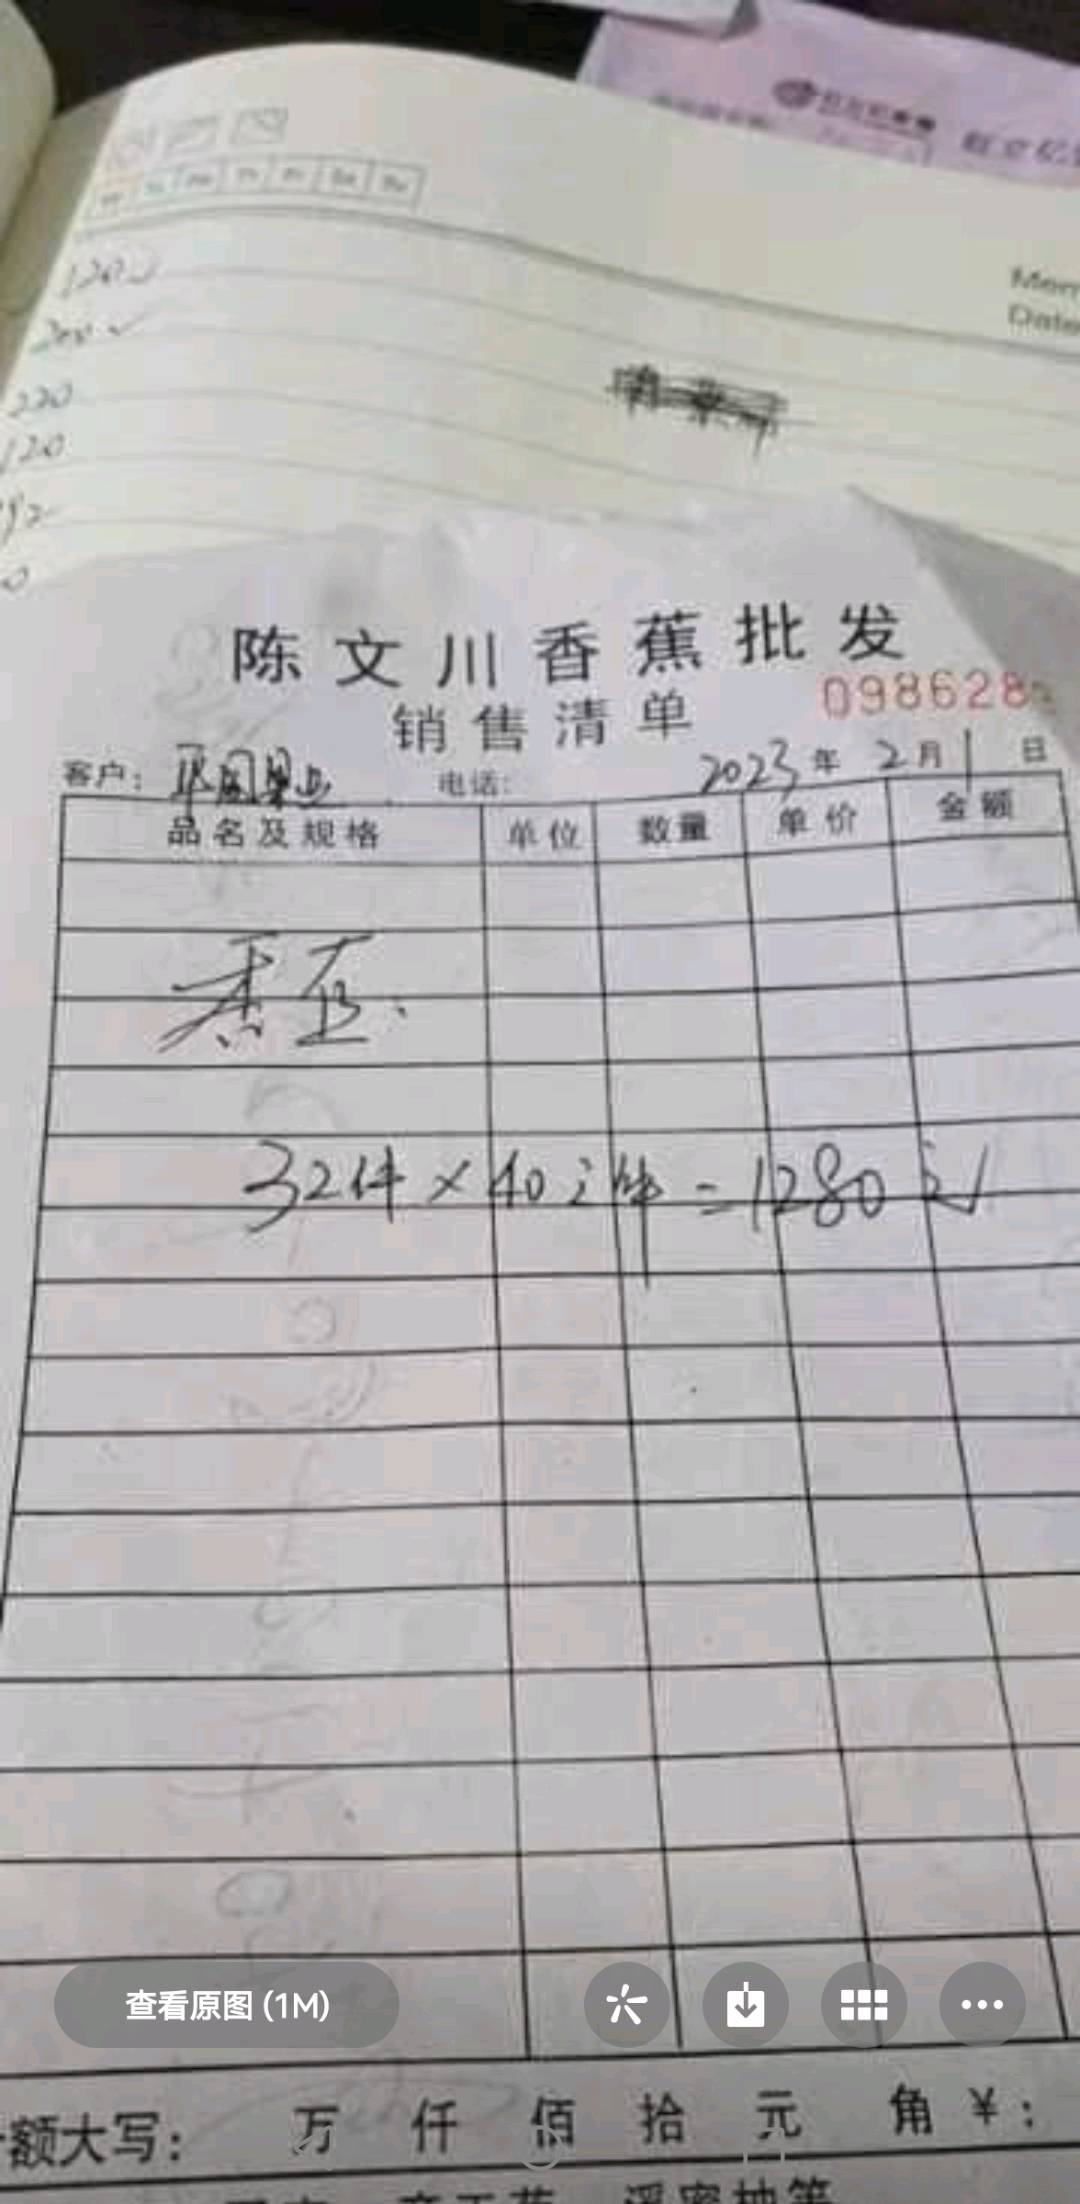 120✓
200✓
220
120
92
0
Date
陈文川香蕉批发
销售清单
098628
客户:
电话:
2023年2月1日
品名及规格 单位 数量 单价 金额
香蕉
32件×40元/件=1280元
查看原图(1M)
额大写: 万 仟 佰 拾 元 角 ¥: